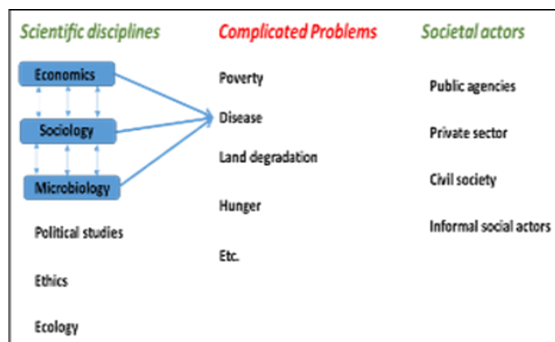 Scientific disciplines
Complicated Problems
Societal actors
Economics
Sociology
Microbiology
Political studies
Ethics
Ecology
Poverty
Disease
Land degradation
Hunger
Etc.
Public agencies
Private sector
Civil society
Informal social actors